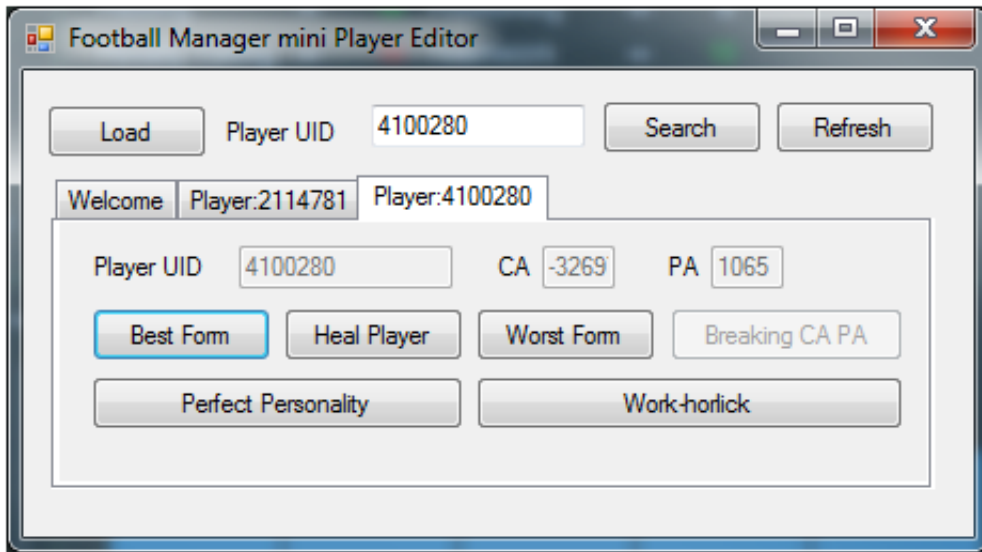 Football Manager mini Player Editor
Load Player UID 4100280 Search Refresh
Welcome Player:2114781 Player:4100280
Player UID 4100280 CA -3269 PA 1065
Best Form Heal Player Worst Form Breaking CA PA
Perfect Personality Work-horlick